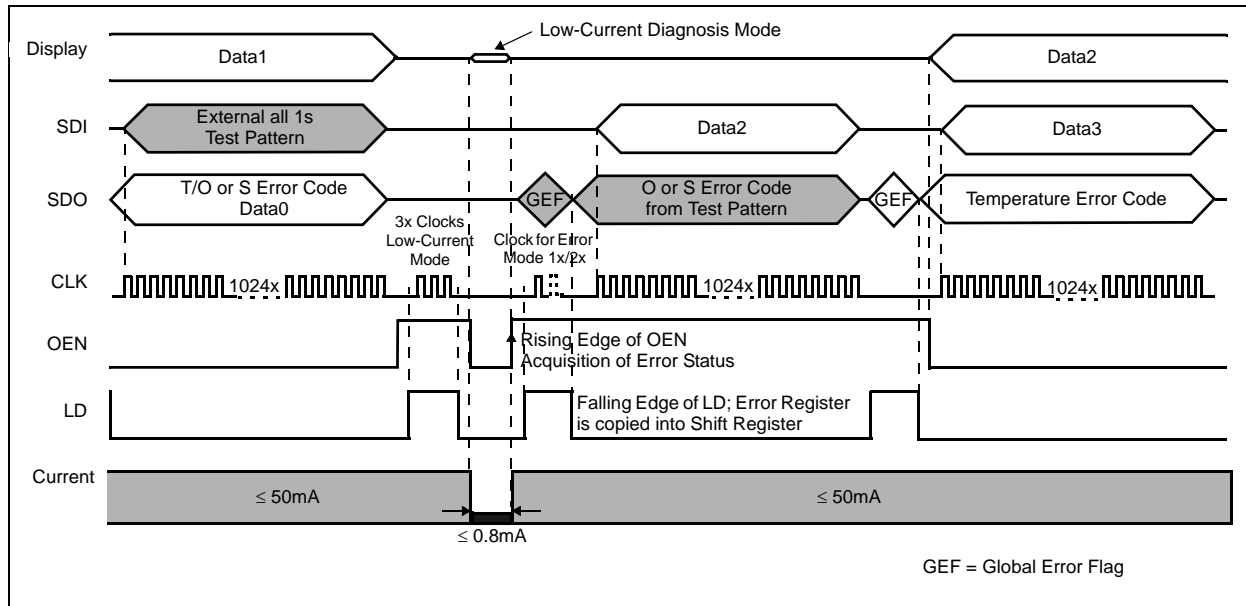 Low-Current Diagnosis Mode
Display
Data1
Data2
SDI
External all 1s
Test Pattern
Data2
Data3
SDO
T/O or S Error Code
Data0
GEF
O or S Error Code
from Test Pattern
GEF
Temperature Error Code
3x Clocks
Low-Current
Mode
Clock for Error
Mode 1x/2x
CLK
1024x
1024x
1024x
OEN
Rising Edge of OEN
Acquisition of Error Status
LD
Falling Edge of LD; Error Register
is copied into Shift Register
Current
≤ 50mA
≤ 50mA
≤ 0.8mA
GEF = Global Error Flag